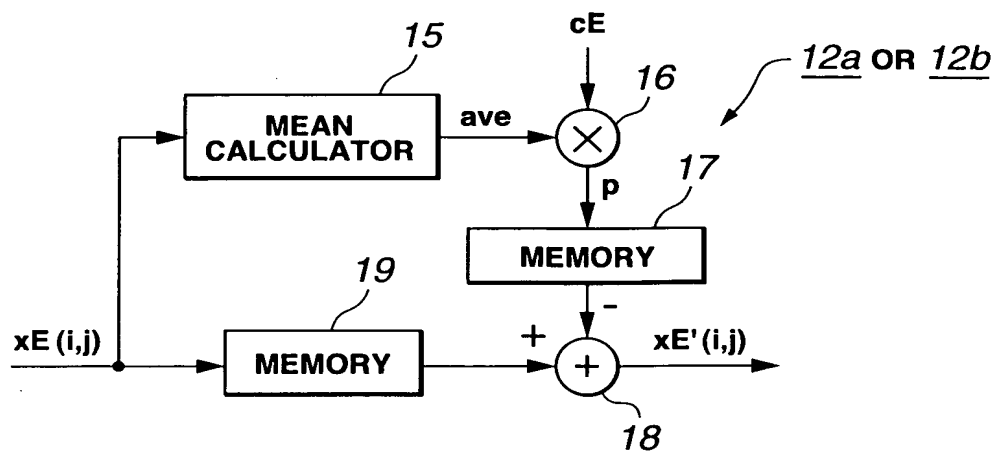 15
cE
12a OR 12b
16
MEAN
CALCULATOR
ave
×
p
17
MEMORY
19
-
xE (i,j)
MEMORY
+
+
xE' (i,j)
18